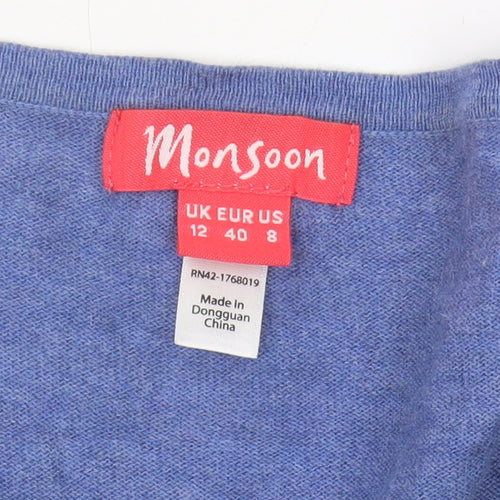 Monsoon
UK EUR US
12 40 8
RN42-1768019
Made in
Dongguan
China